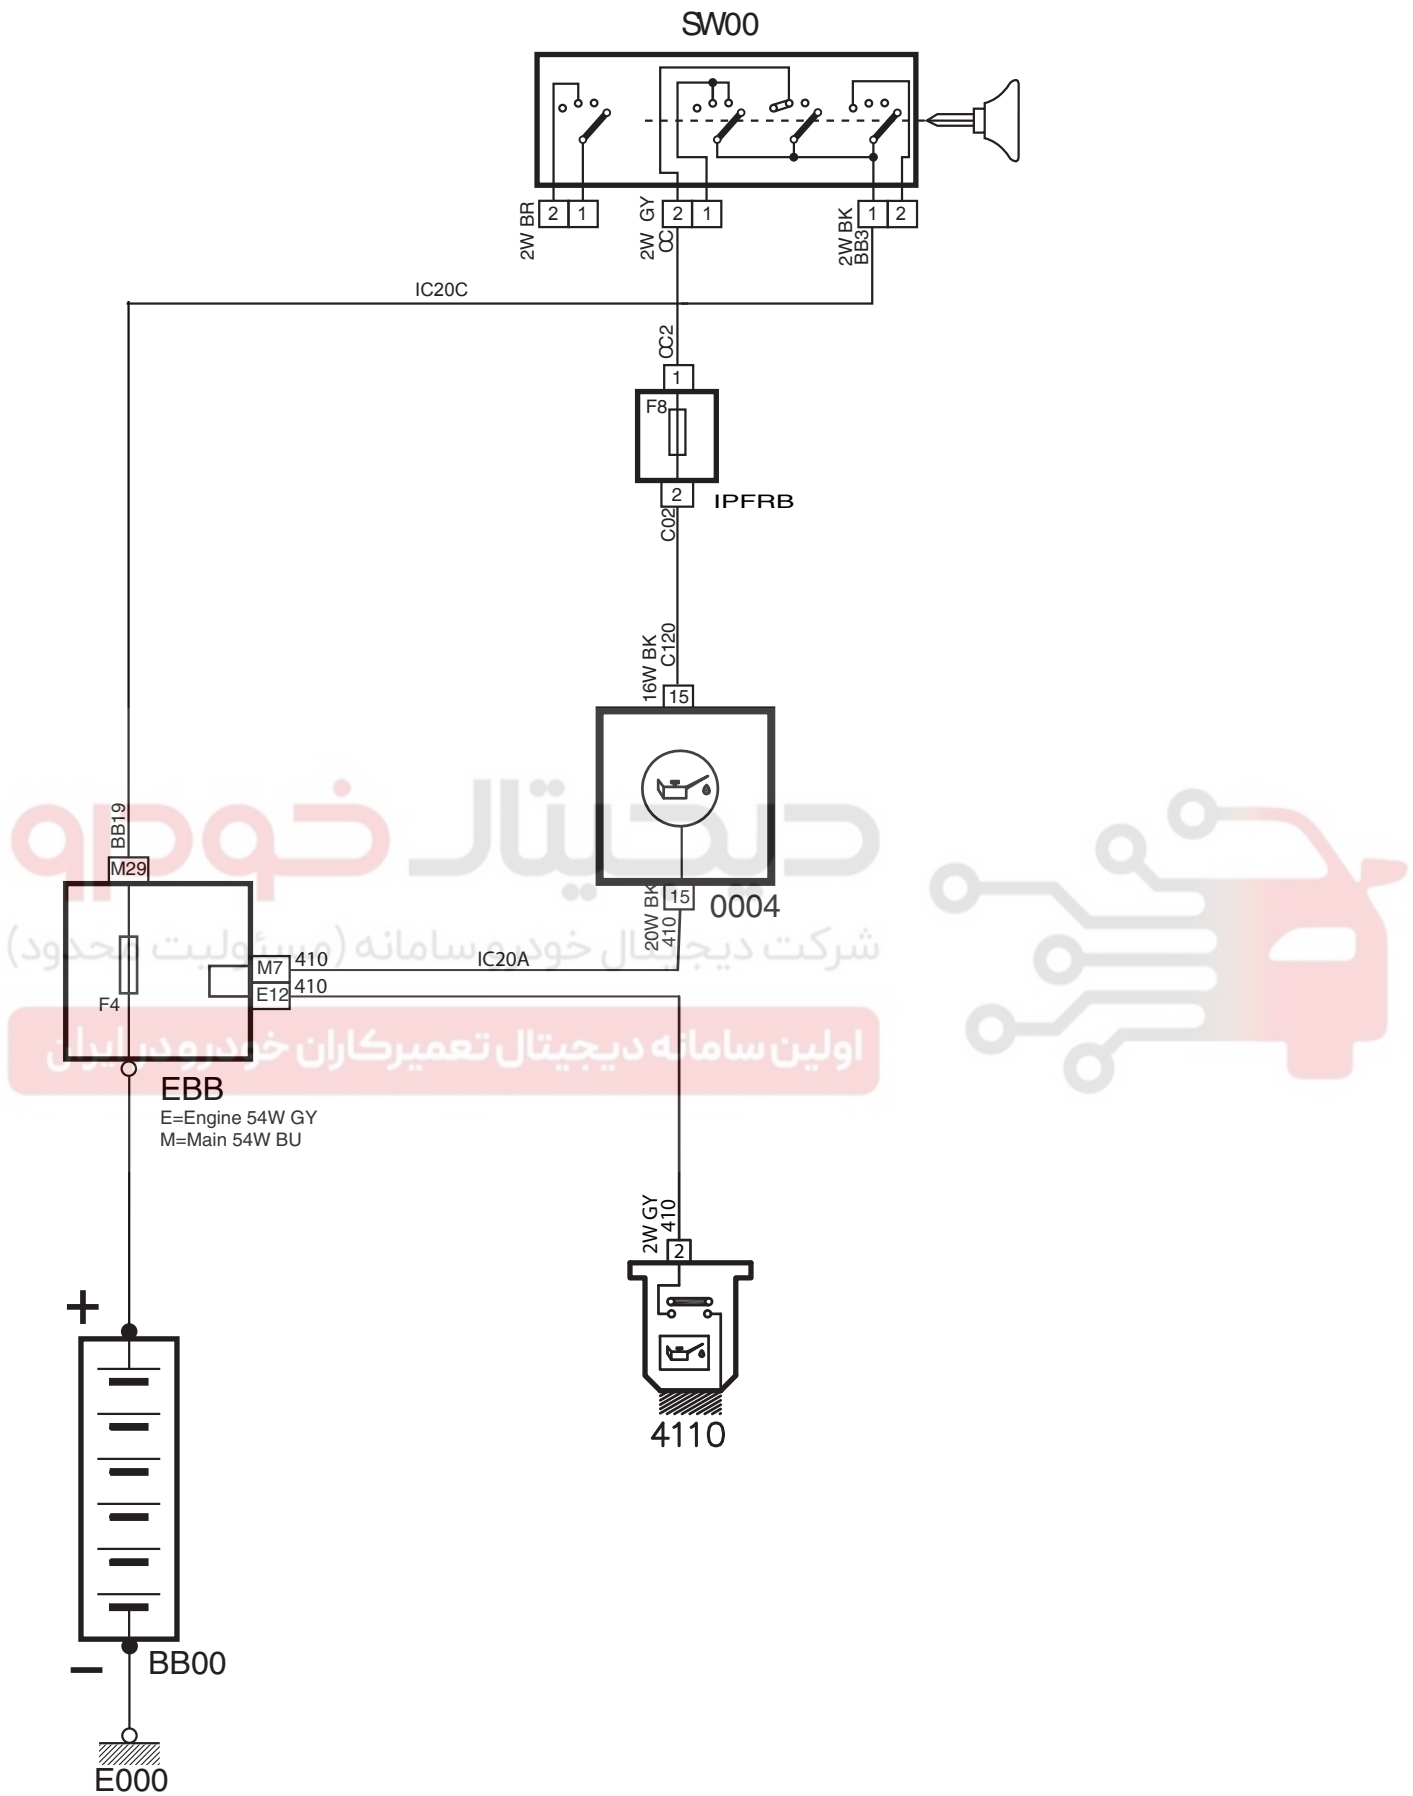 SW00
2 1
2 1
1 2
2W BR
2W GY
CC
2W BK
BB3
IC20C
CC2
1
F8
2
IPFRB
C02
16W BK
C120
15
BB19
M29
دیجیتال خودرو
15
0004
20W BK
410
شرکت دیجیتال خودرو سامانه (مسئولیت محدود)
M7
410
IC20A
E12
410
F4
اولین سامانه دیجیتال تعمیرکاران خودرو در ایران
EBB
E=Engine 54W GY
M=Main 54W BU
2W GY
410
2
+
4110
−
BB00
E000